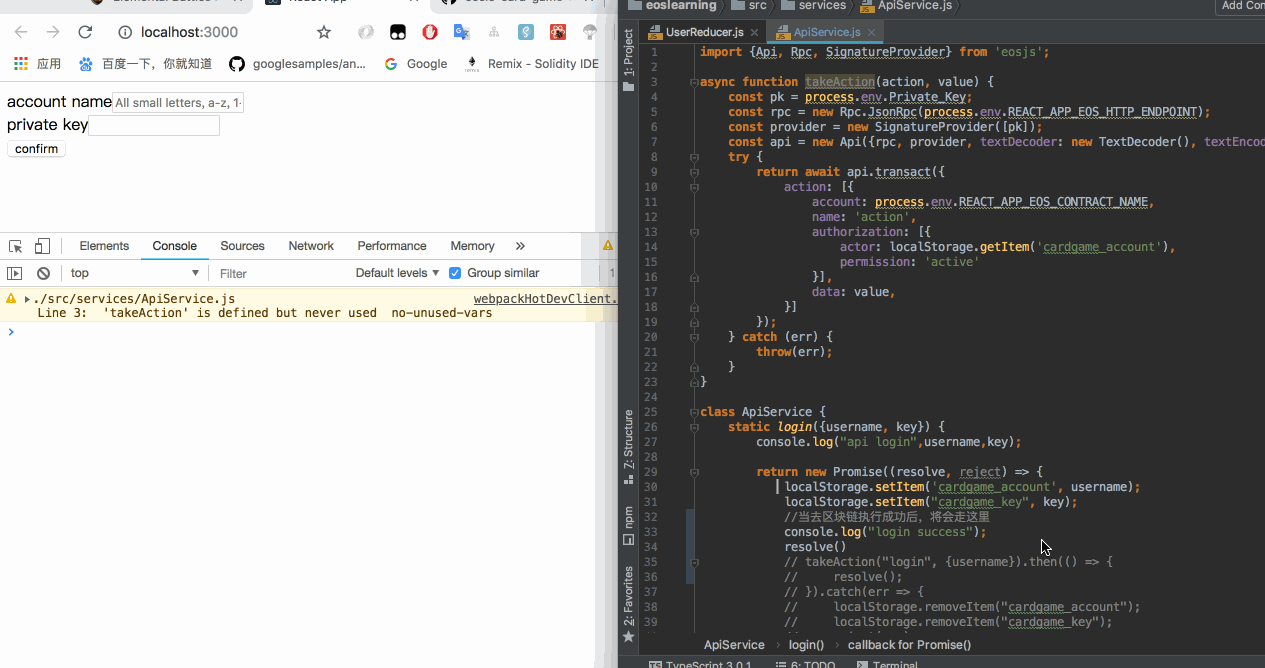 localhost:3000
应用 百度一下，你就知道 googlesamples/an... Google Remix - Solidity IDE
account name All small letters, a-z, 1-
private key
confirm
Elements Console Sources Network Performance Memory »
top Filter Default levels ▼ Group similar 1
./src/services/ApiService.js webpackHotDevClient.
Line 3: 'takeAction' is defined but never used no-unused-vars
eoslearning src services ApiService.js Add Con
UserReducer.js ApiService.js
1: Project
7: Structure
npm
2: Favorites
1 import {Api, Rpc, SignatureProvider} from 'eosjs';
2
3 async function takeAction(action, value) {
4 const pk = process.env.Private_Key;
5 const rpc = new Rpc.JsonRpc(process.env.REACT_APP_EOS_HTTP_ENDPOINT);
6 const provider = new SignatureProvider([pk]);
7 const api = new Api({rpc, provider, textDecoder: new TextDecoder(), textEncod
8 try {
9 return await api.transact({
10 action: [{
11 account: process.env.REACT_APP_EOS_CONTRACT_NAME,
12 name: 'action',
13 authorization: [{
14 actor: localStorage.getItem('cardgame_account'),
15 permission: 'active'
16 }],
17 data: value,
18 }]
19 });
20 } catch (err) {
21 throw(err);
22 }
23 }
24
25 class ApiService {
26 static login({username, key}) {
27 console.log("api login",username,key);
28
29 return new Promise((resolve, reject) => {
30 localStorage.setItem('cardgame_account', username);
31 localStorage.setItem("cardgame_key", key);
32 //当去区块链执行成功后，将会走这里
33 console.log("login success");
34 resolve()
35 // takeAction("login", {username}).then(() => {
36 // resolve();
37 // }).catch(err => {
38 // localStorage.removeItem("cardgame_account");
39 // localStorage.removeItem("cardgame_key");
ApiService › login() › callback for Promise()
TypeScript 3.0.1 6: TODO Terminal